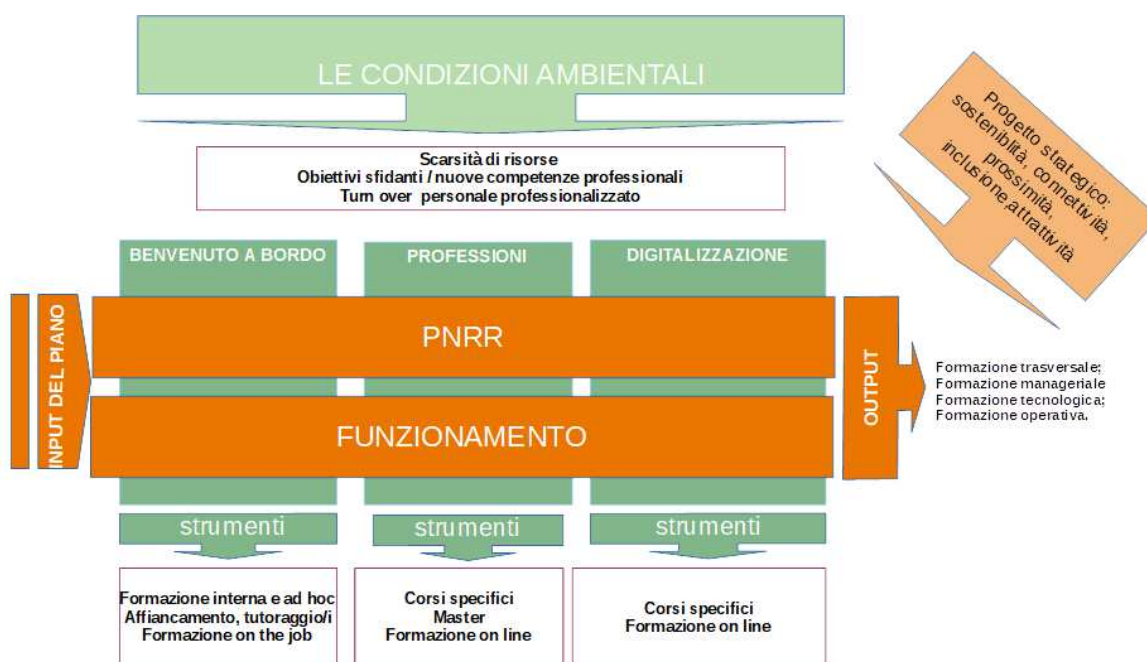 LE CONDIZIONI AMBIENTALI
Progetto strategico:
sosteniblità, connettività,
prossimità,
inclusione,attrattività
Scarsità di risorse
Obiettivi sfidanti / nuove competenze professionali
Turn over personale professionalizzato
BENVENUTO A BORDO
PROFESSIONI
DIGITALIZZAZIONE
INPUT DEL PIANO
PNRR
FUNZIONAMENTO
OUTPUT
Formazione trasversale;
Formazione manageriale
Formazione tecnologica;
Formazione operativa.
strumenti
strumenti
strumenti
Formazione interna e ad hoc
Affiancamento, tutoraggio/i
Formazione on the job
Corsi specifici
Master
Formazione on line
Corsi specifici
Formazione on line